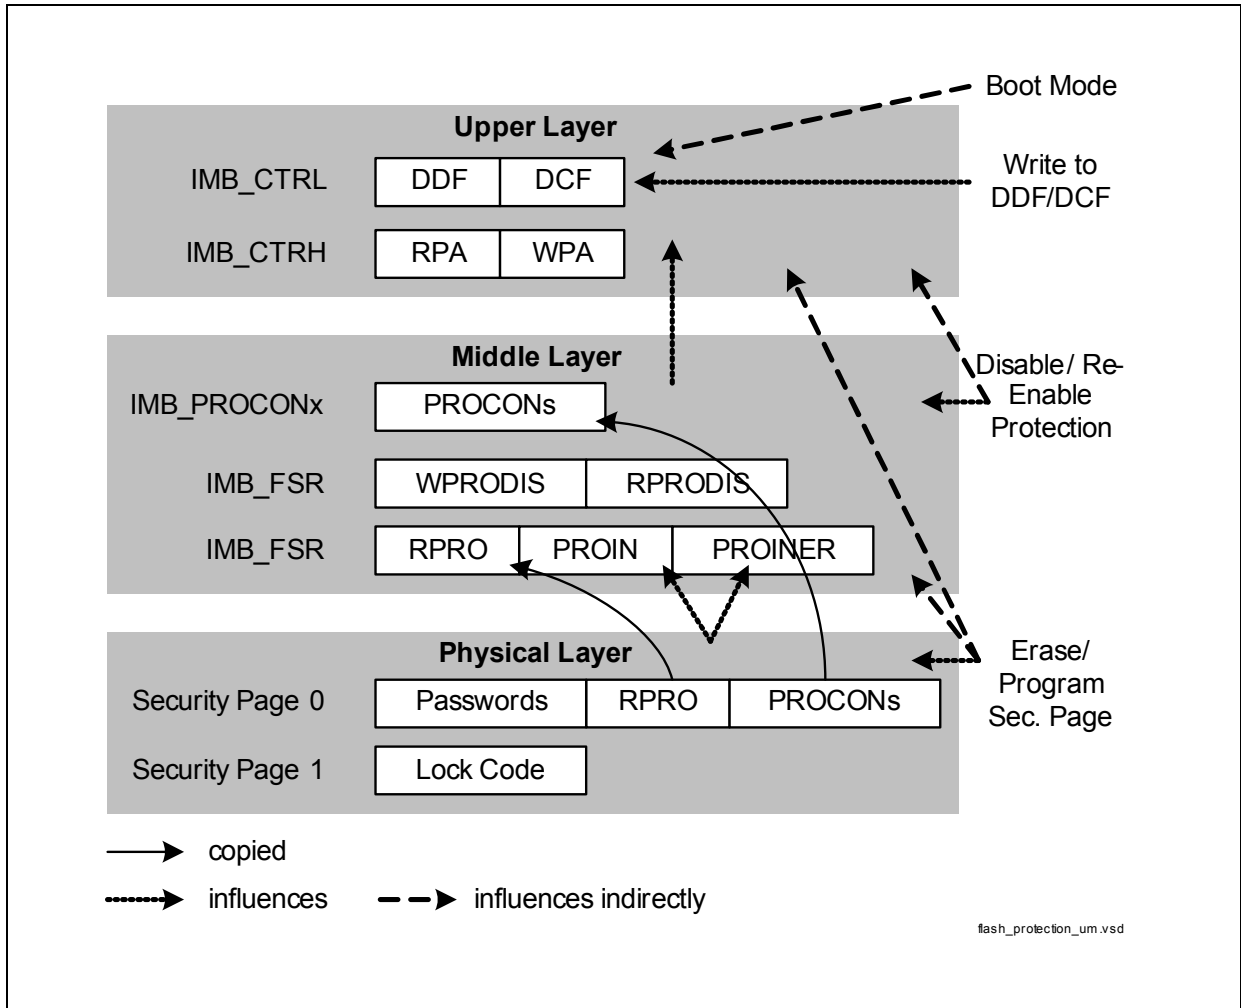 Boot Mode
Upper Layer
IMB_CTRL DDF DCF
Write to
DDF/DCF
IMB_CTRH RPA WPA
Middle Layer
Disable/ Re-
Enable
Protection
IMB_PROCONx PROCONs
IMB_FSR WPRODIS RPRODIS
IMB_FSR RPRO PROIN PROINER
Physical Layer
Erase/
Program
Sec. Page
Security Page 0 Passwords RPRO PROCONs
Security Page 1 Lock Code
copied
influences influences indirectly
flash_protection_um.vsd